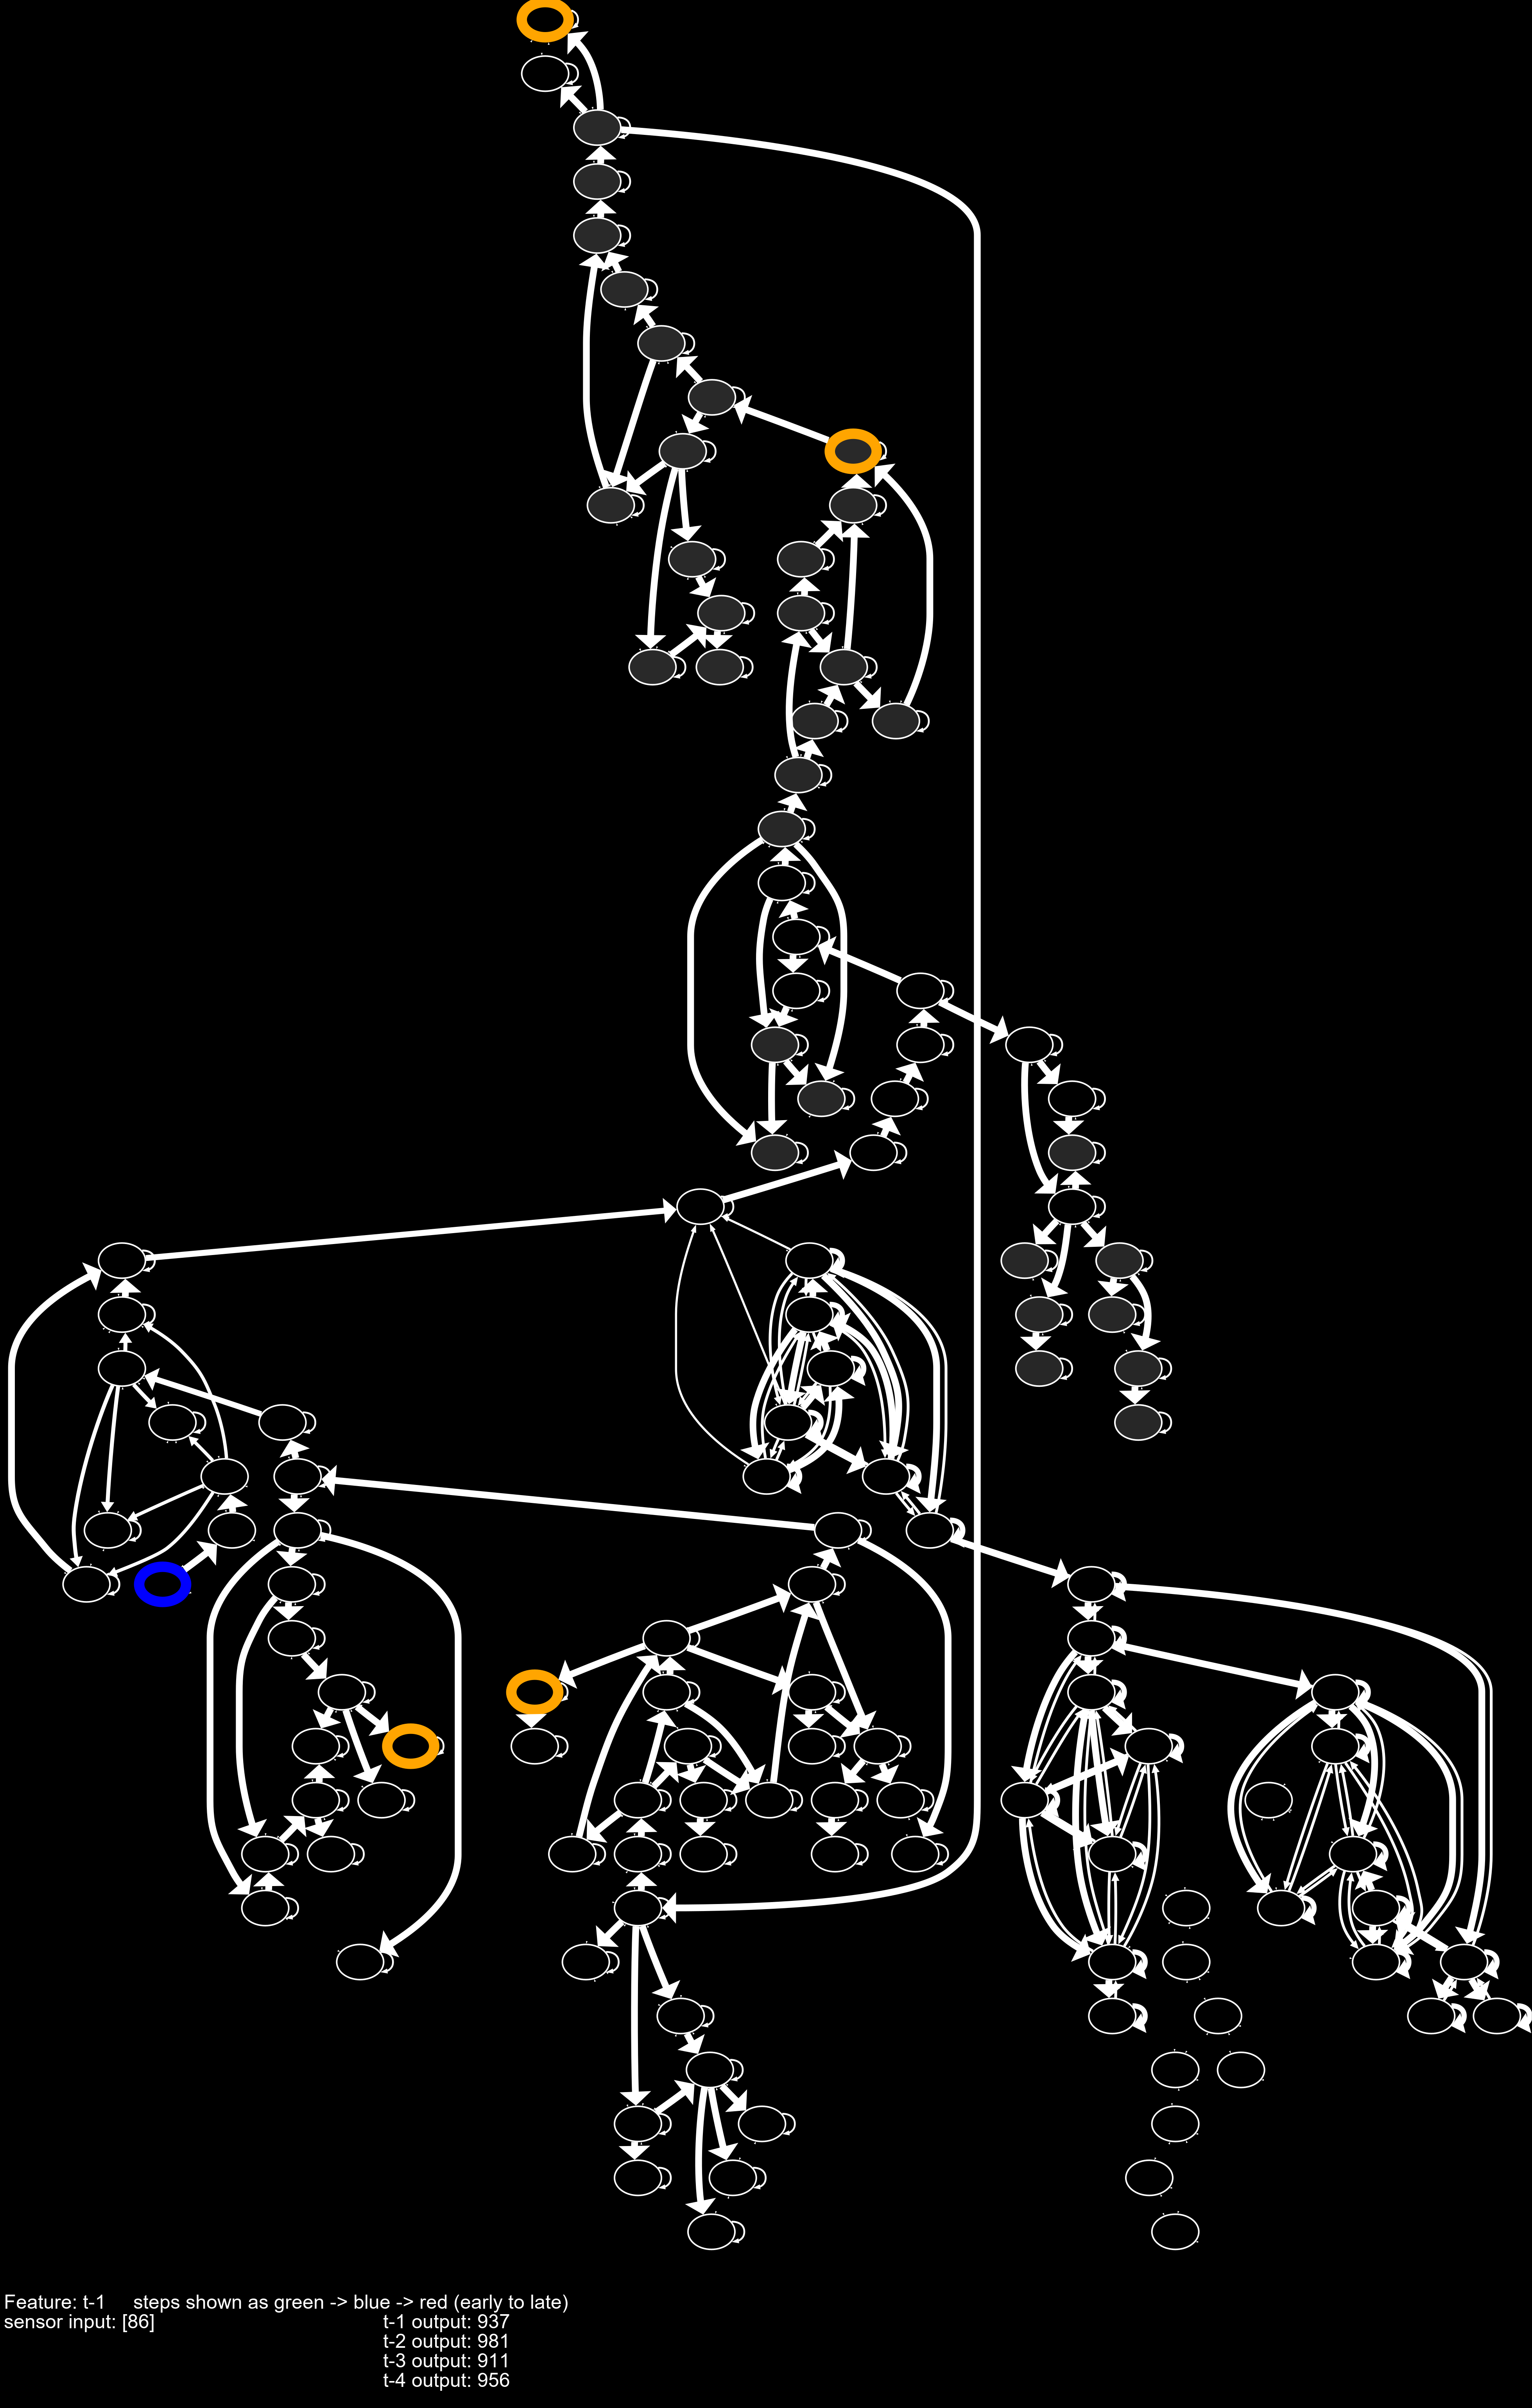 Feature: t-1     steps shown as green -> blue -> red (early to late)
sensor input: [86]     t-1 output: 937
t-2 output: 981
t-3 output: 911
t-4 output: 956